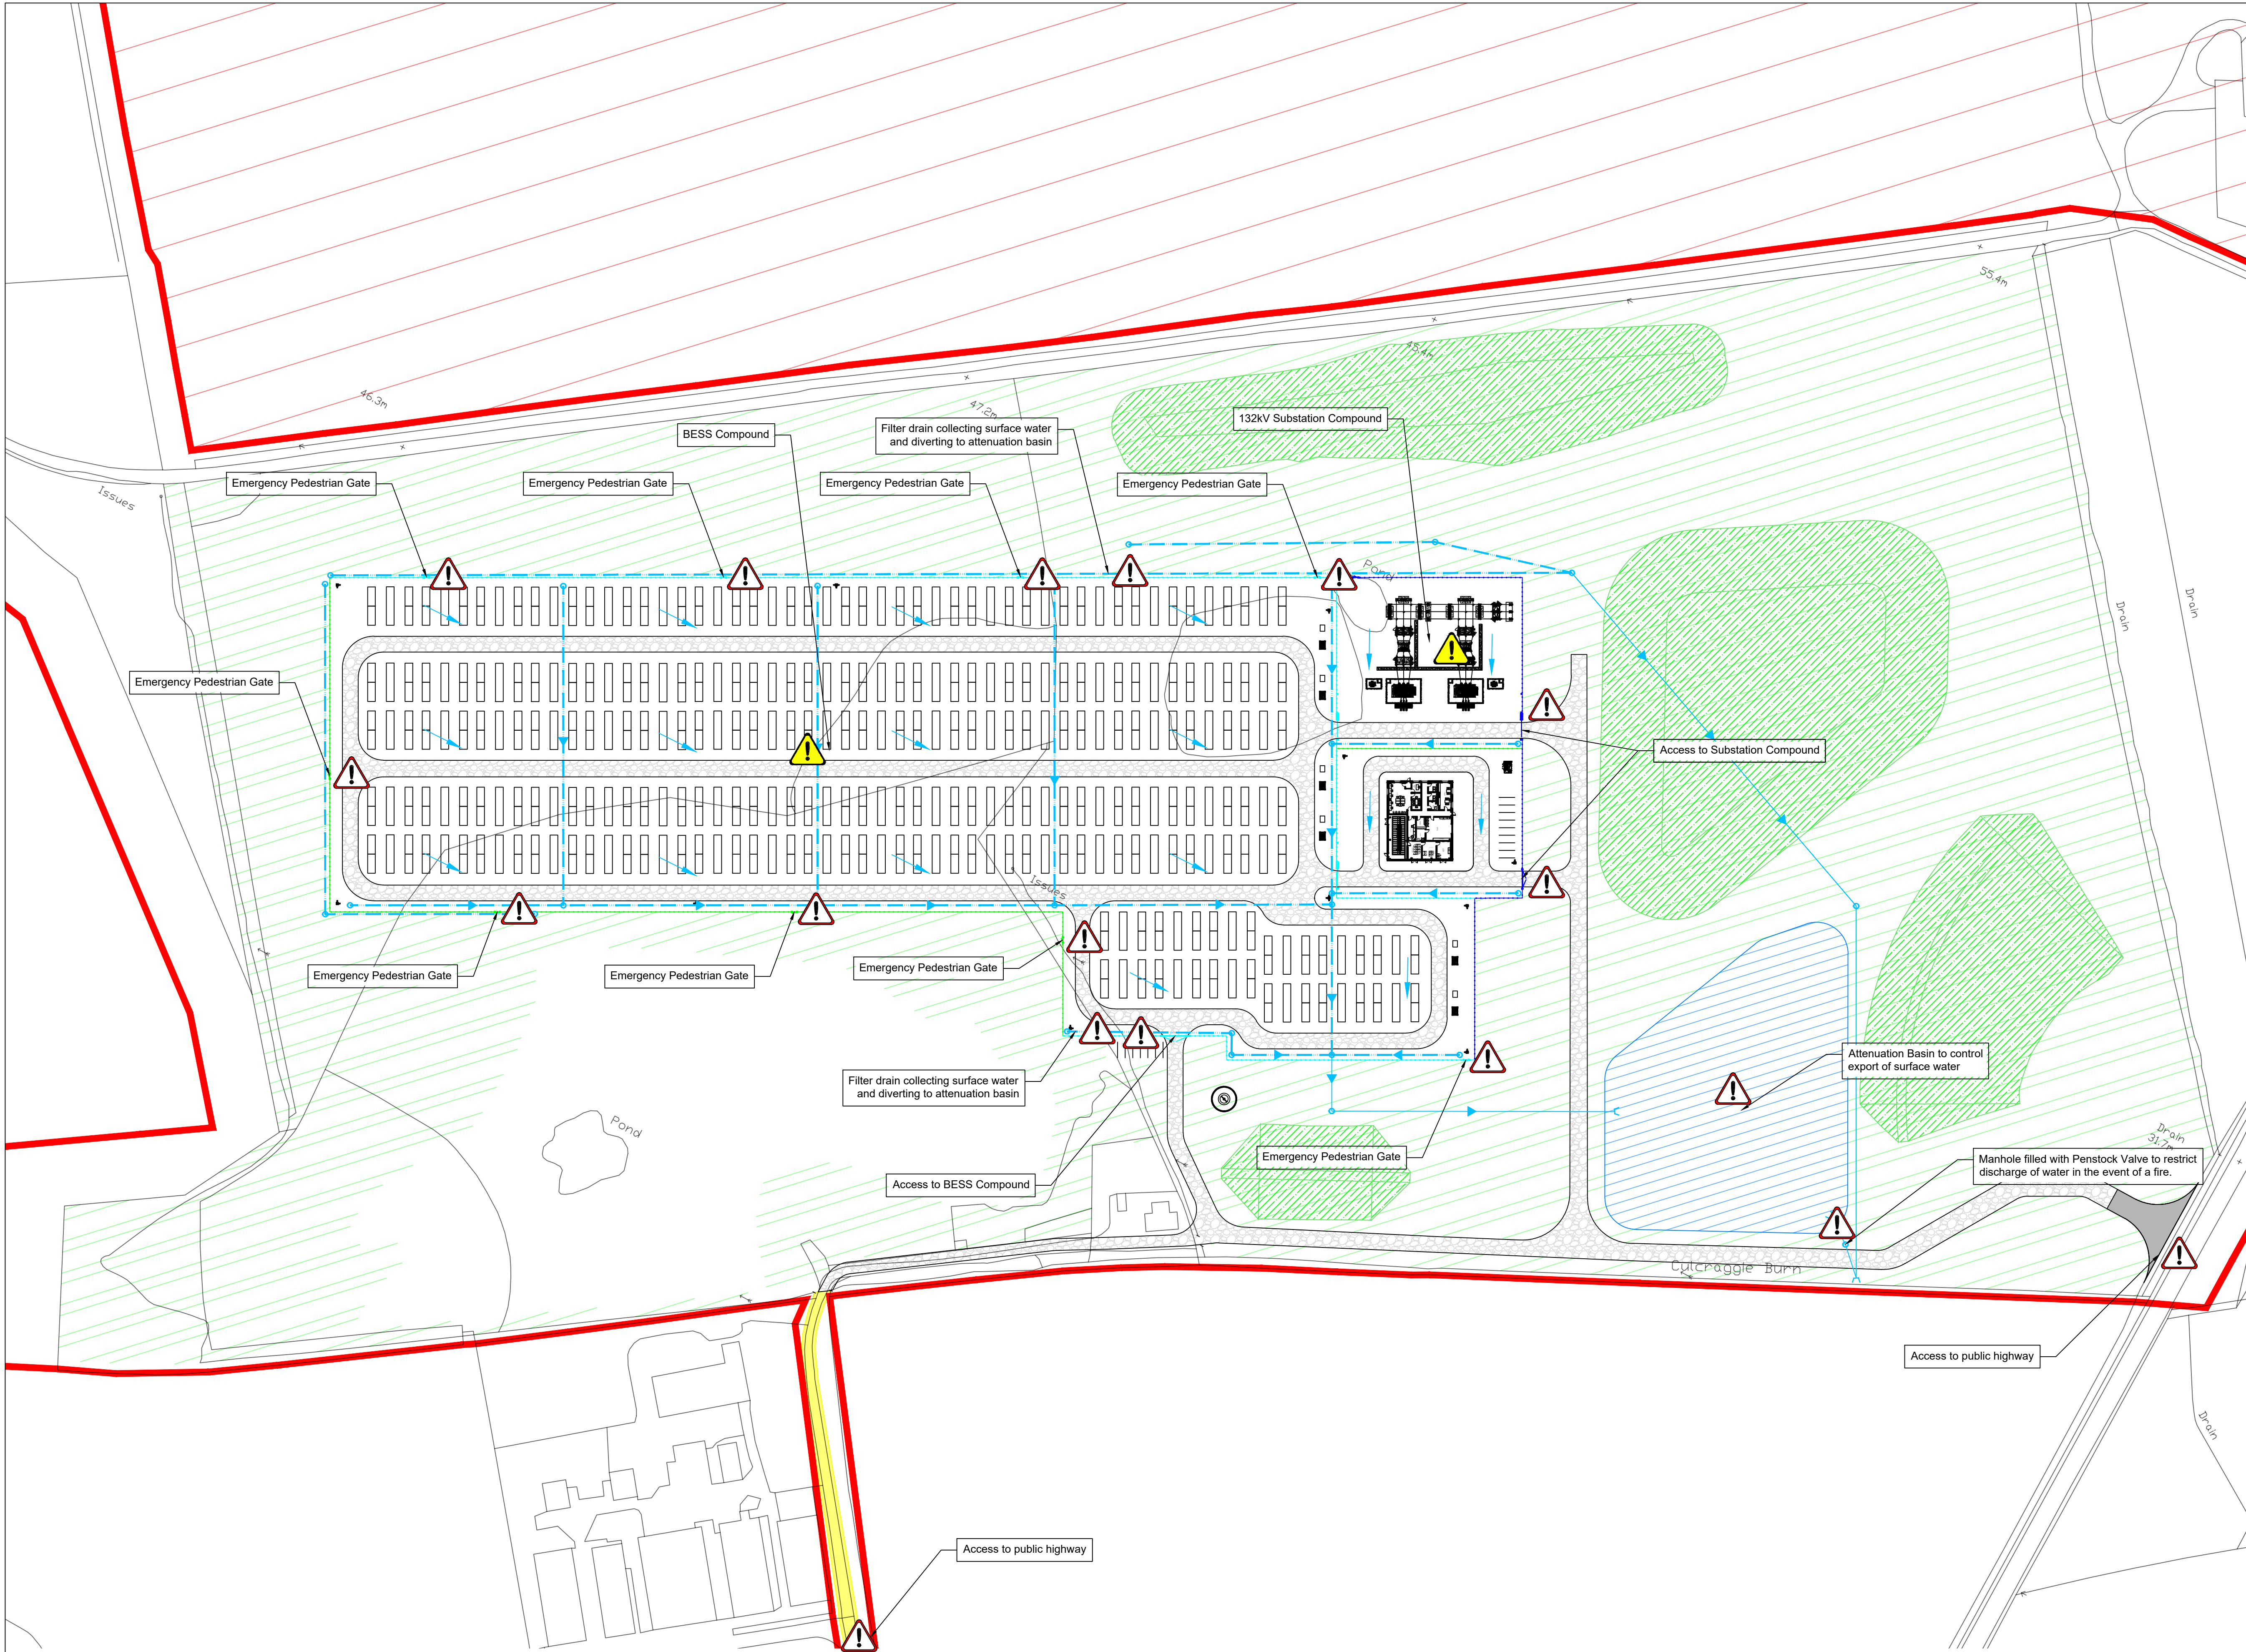 55.4m
45.4m
46.3m
47.2m
132kV Substation Compound
Filter drain collecting surface water
and diverting to attenuation basin
BESS Compound
Issues
Emergency Pedestrian Gate
Emergency Pedestrian Gate
Emergency Pedestrian Gate
Emergency Pedestrian Gate
Pond
Drain
Drain
Emergency Pedestrian Gate
Access to Substation Compound
Issues
Emergency Pedestrian Gate
Emergency Pedestrian Gate
Emergency Pedestrian Gate
Filter drain collecting surface water
and diverting to attenuation basin
Attenuation Basin to control
export of surface water
Pond
Drain
31.7m
Emergency Pedestrian Gate
Manhole filled with Penstock Valve to restrict
discharge of water in the event of a fire.
Access to BESS Compound
Culcraggie Burn
Access to public highway
Drain
Access to public highway